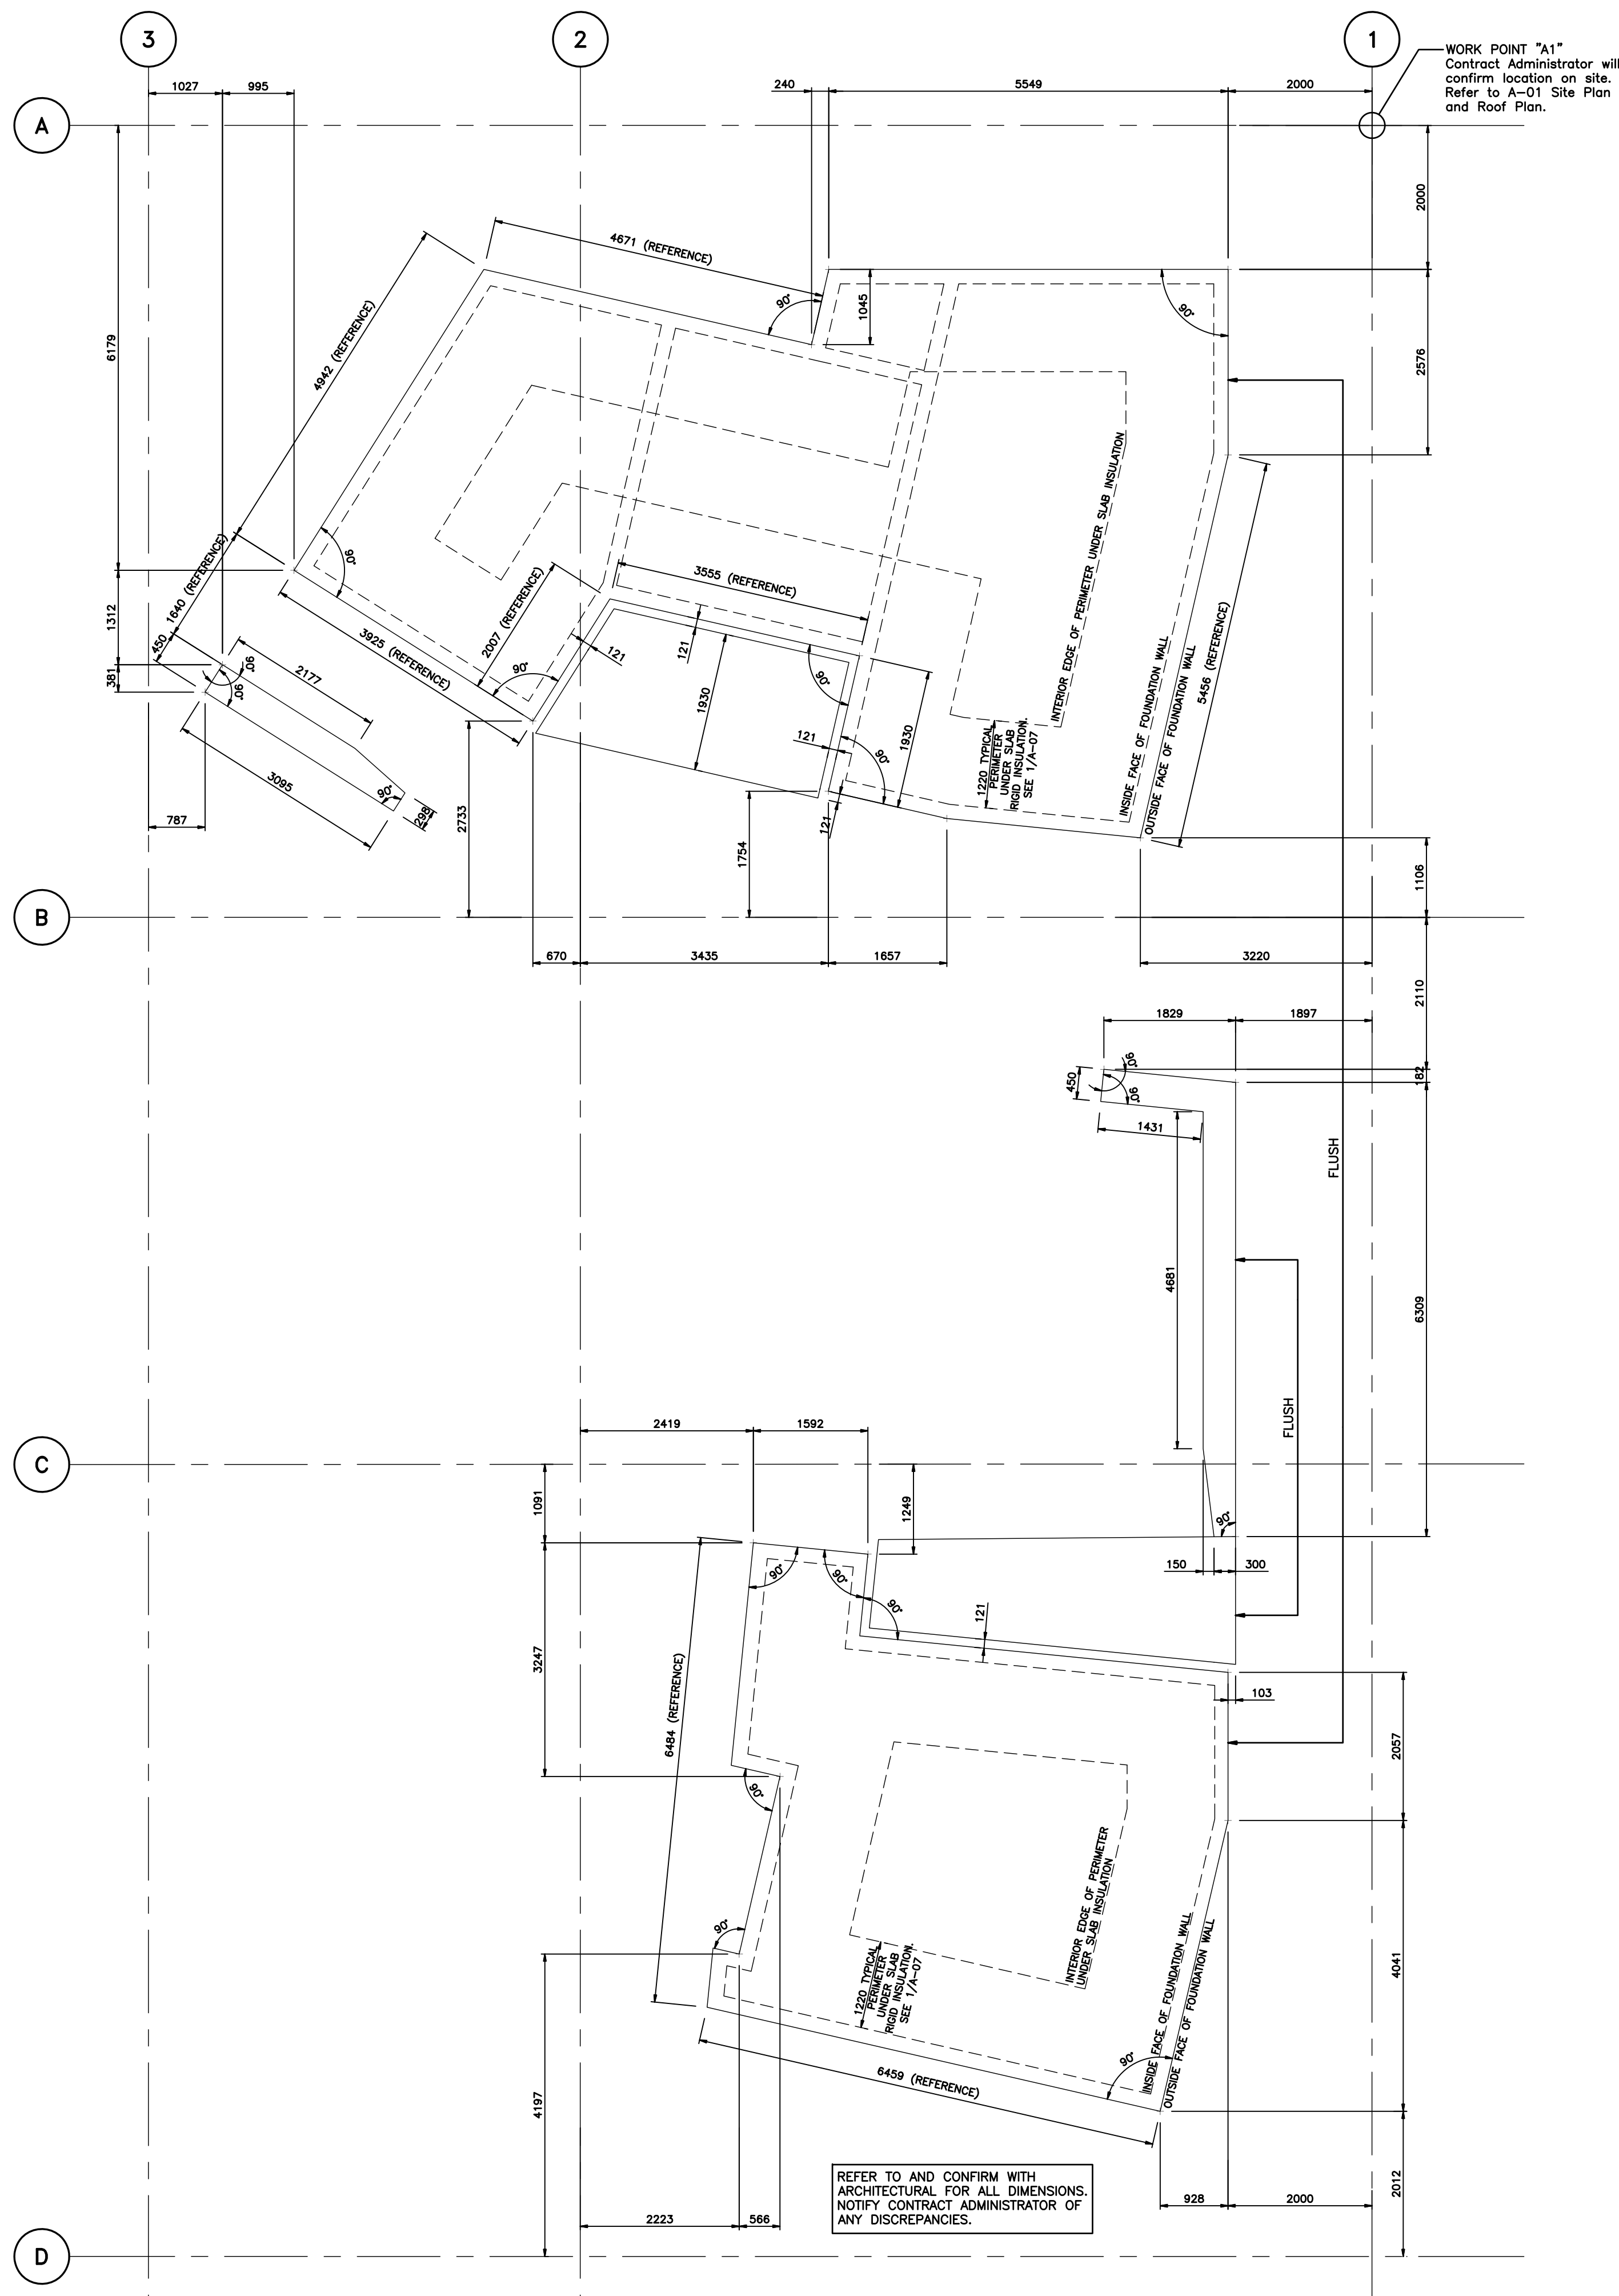 3
2
1
WORK POINT "A1"
Contract Administrator will
confirm location on site.
Refer to A-01 Site Plan
and Roof Plan.
1027
995
240
5549
2000
A
2000
4671 (REFERENCE)
90°
1045
90°
6179
4942 (REFERENCE)
2576
INTERIOR EDGE OF PERIMETER UNDER SLAB INSULATION
90°
1640 (REFERENCE)
3555 (REFERENCE)
2007 (REFERENCE)
1312
450
3925 (REFERENCE)
121
121
90°
90°
381
90°
90°
2177
1930
1930
5456 (REFERENCE)
INSIDE FACE OF FOUNDATION WALL
OUTSIDE FACE OF FOUNDATION WALL
121
90°
1220 TYPICAL
PERIMETER
UNDER SLAB
RIGID INSULATION.
SEE 1/A-07
3095
90°
298
787
2733
121
1754
1106
B
670
3435
1657
3220
2110
1829
1897
90°
450
90°
182
1431
FLUSH
4681
6309
FLUSH
2419
1592
C
1091
1249
90°
150
300
90°
90°
90°
121
3247
6484 (REFERENCE)
103
2057
90°
INTERIOR EDGE OF PERIMETER
UNDER SLAB INSULATION
90°
1220 TYPICAL
PERIMETER
UNDER SLAB
RIGID INSULATION.
SEE 1/A-07
INSIDE FACE OF FOUNDATION WALL
OUTSIDE FACE OF FOUNDATION WALL
4041
90°
6459 (REFERENCE)
4197
REFER TO AND CONFIRM WITH
ARCHITECTURAL FOR ALL DIMENSIONS.
NOTIFY CONTRACT ADMINISTRATOR OF
ANY DISCREPANCIES.
2012
928
2000
2223
566
D